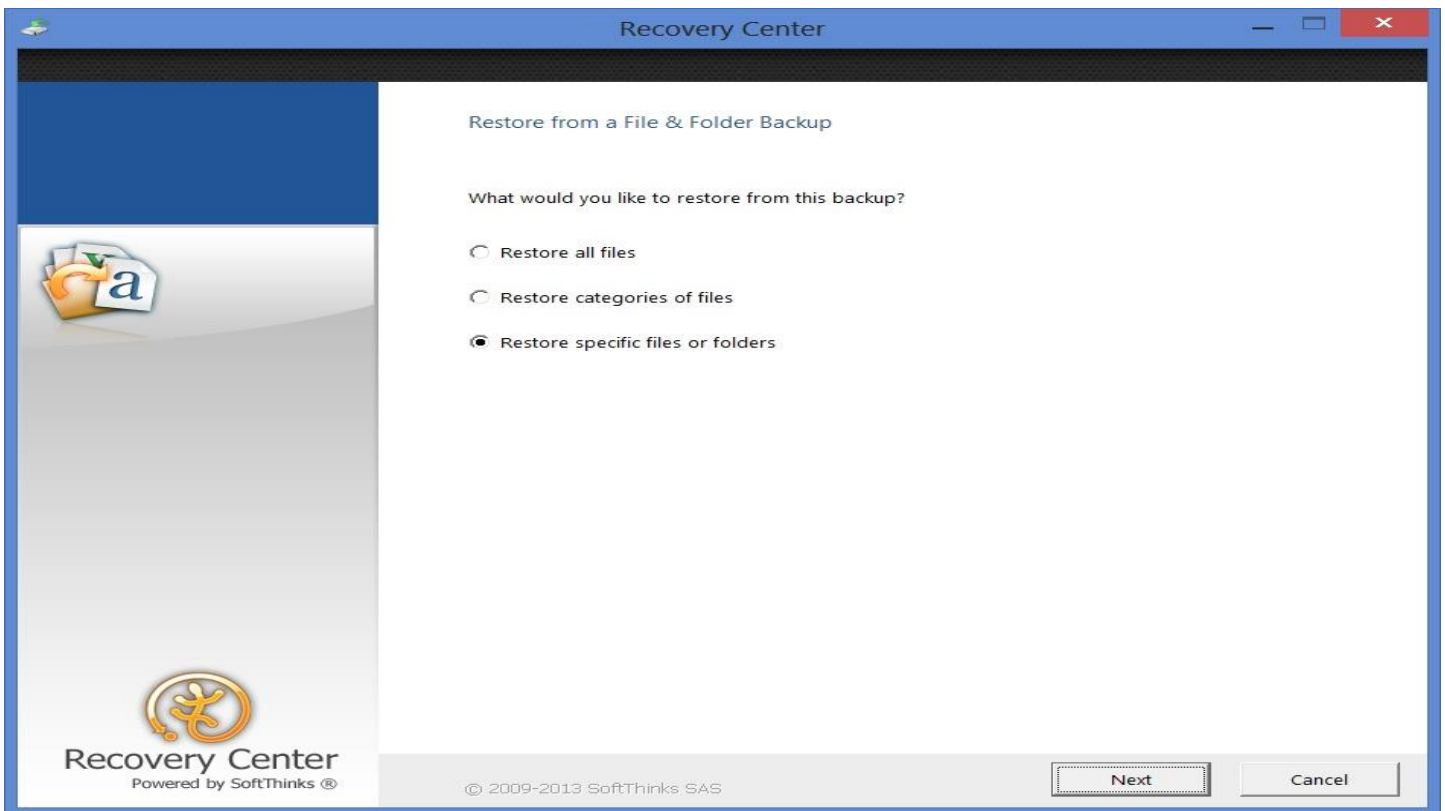 Recovery Center
Restore from a File & Folder Backup
What would you like to restore from this backup?
Restore all files
Restore categories of files
Restore specific files or folders
v
a
Recovery Center
Powered by SoftThinks ®
© 2009-2013 SoftThinks SAS
Next
Cancel